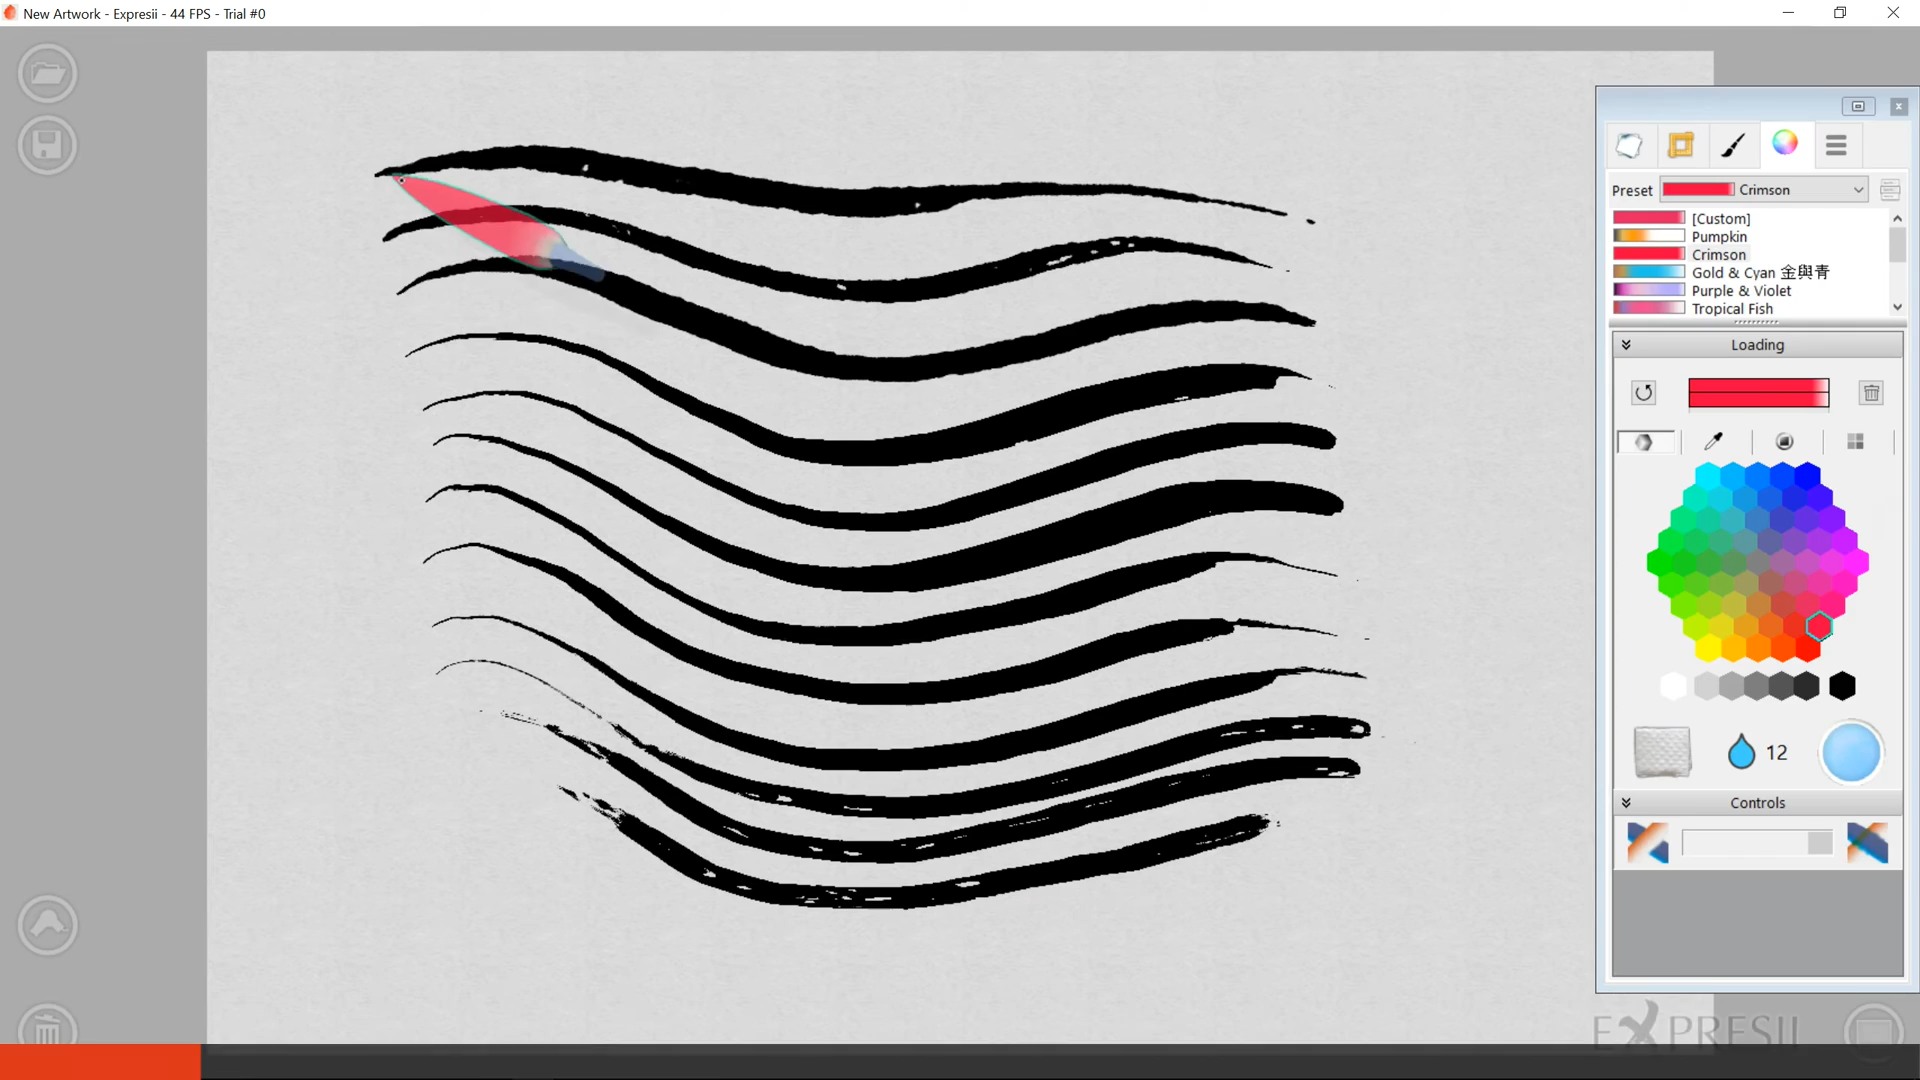 New Artwork - Expresii - 44 FPS - Trial #0
Preset Crimson
[Custom]
Pumpkin
Crimson
Gold & Cyan 金與青
Purple & Violet
Tropical Fish
Loading
12
Controls
EXPRESII